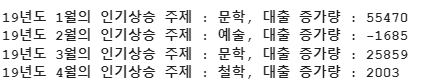 19년도 1월의 인기상승 주제 : 문학, 대출 증가량 : 55470
19년도 2월의 인기상승 주제 : 예술, 대출 증가량 : -1685
19년도 3월의 인기상승 주제 : 문학, 대출 증가량 : 25859
19년도 4월의 인기상승 주제 : 철학, 대출 증가량 : 2003